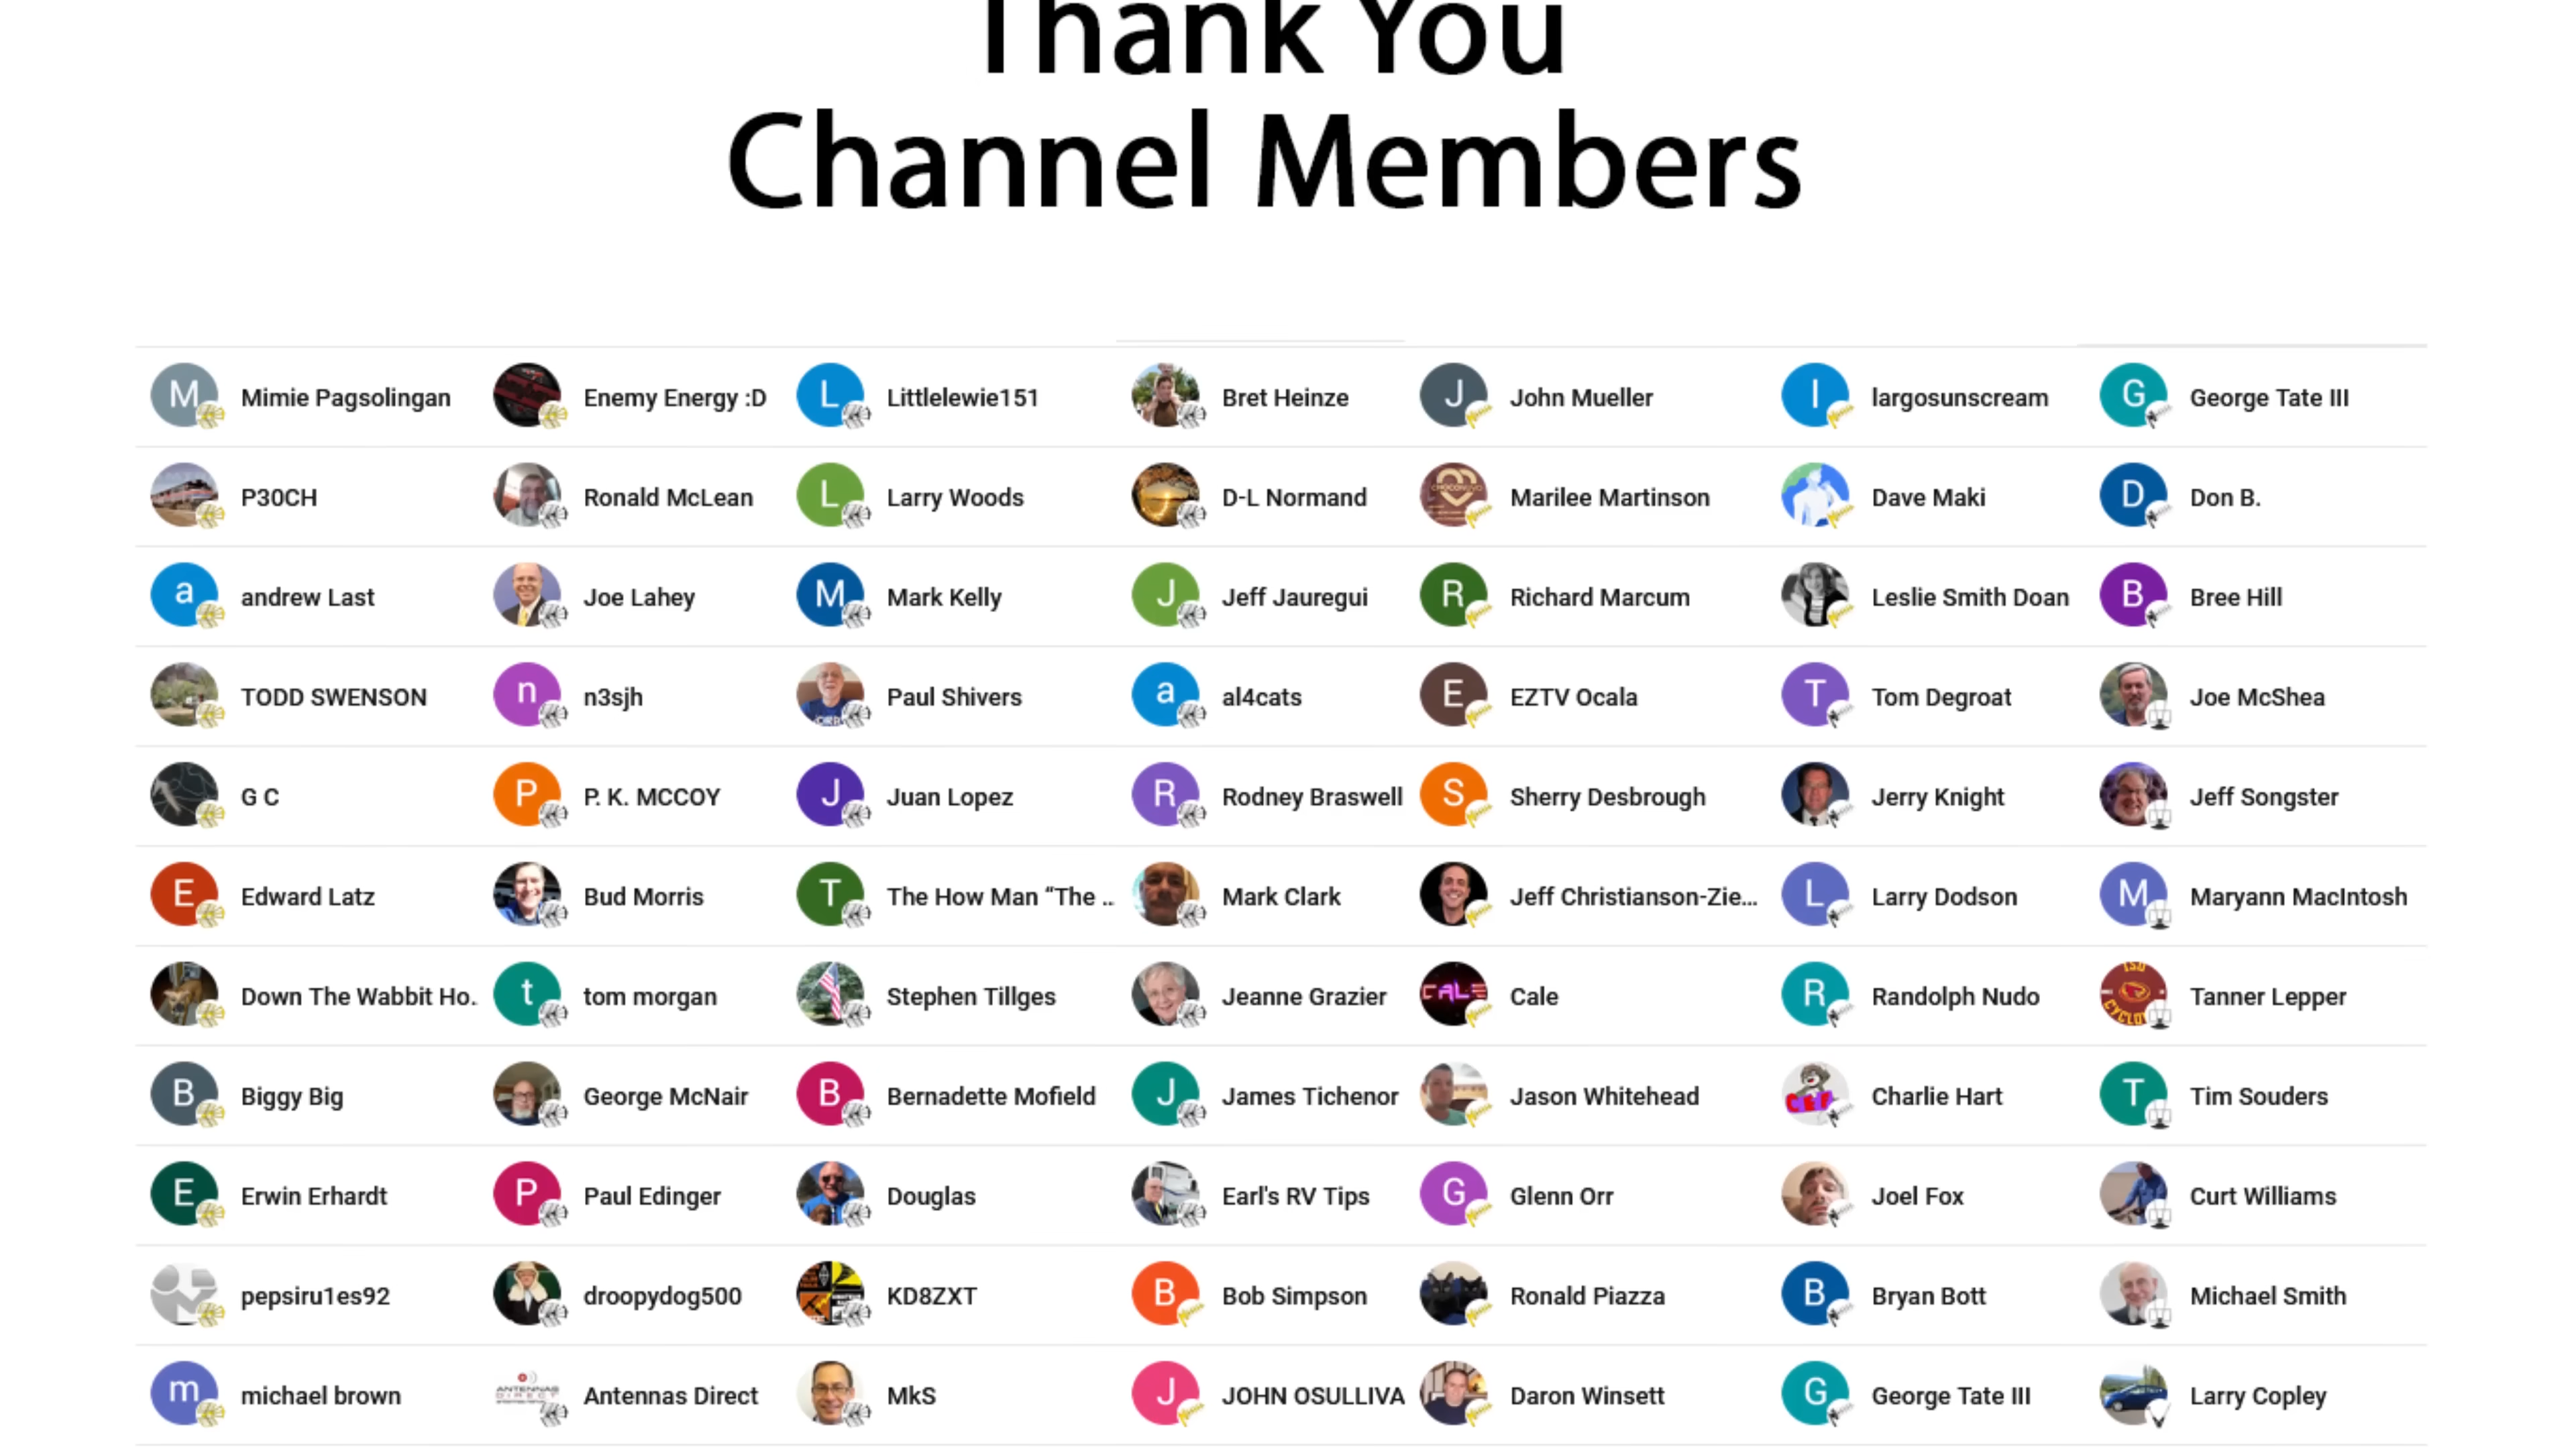 Thank You
Channel Members
M Mimie Pagsolingan Enemy Energy :D L Littlelewie151 Bret Heinze J John Mueller l largosunscream G George Tate III
P30CH Ronald McLean L Larry Woods D-L Normand Marilee Martinson Dave Maki D Don B.
a andrew Last Joe Lahey M Mark Kelly J Jeff Jauregui R Richard Marcum Leslie Smith Doan B Bree Hill
TODD SWENSON n n3sjh Paul Shivers a al4cats E EZTV Ocala T Tom Degroat Joe McShea
G C P P. K. MCCOY J Juan Lopez R Rodney Braswell S Sherry Desbrough Jerry Knight Jeff Songster
E Edward Latz Bud Morris T The How Man “The ... Mark Clark Jeff Christianson-Zie... L Larry Dodson M Maryann MacIntosh
Down The Wabbit Ho. t tom morgan Stephen Tillges Jeanne Grazier CALE Cale R Randolph Nudo Tanner Lepper
B Biggy Big George McNair B Bernadette Mofield J James Tichenor Jason Whitehead Charlie Hart T Tim Souders
E Erwin Erhardt P Paul Edinger Douglas Earl's RV Tips G Glenn Orr Joel Fox Curt Williams
pepsiru1es92 droopydog500 KD8ZXT B Bob Simpson Ronald Piazza B Bryan Bott Michael Smith
m michael brown ANTENNAS DIRECT Antennas Direct MkS J JOHN OSULLIVA Daron Winsett G George Tate III Larry Copley